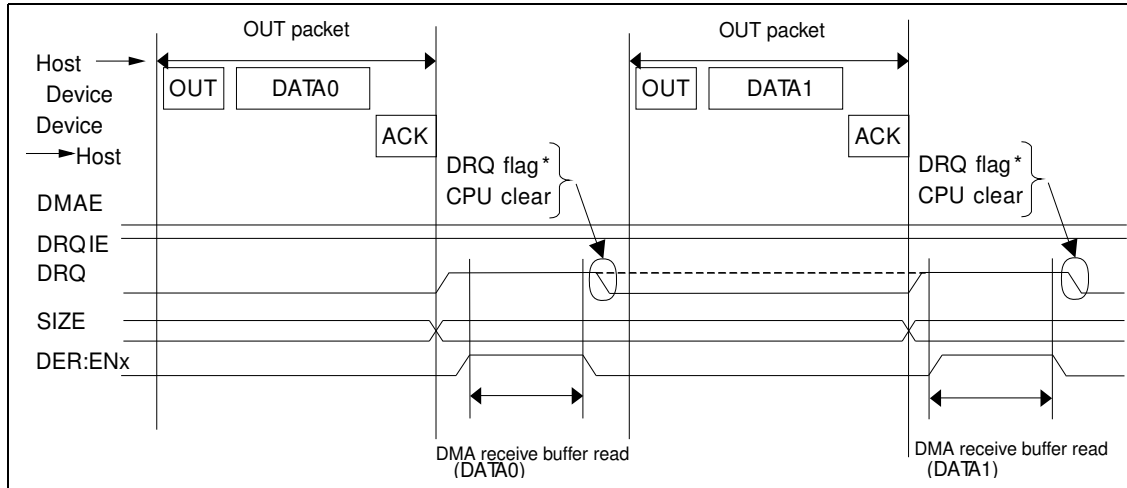 OUT packet
OUT packet
Host
Device
OUT
DATA0
OUT
DATA1
Device
Host
ACK
ACK
DRQ flag*
CPU clear
DRQ flag*
CPU clear
DMAE
DRQIE
DRQ
SIZE
DER:ENx
DMA receive buffer read
(DATA0)
DMA receive buffer read
(DATA1)